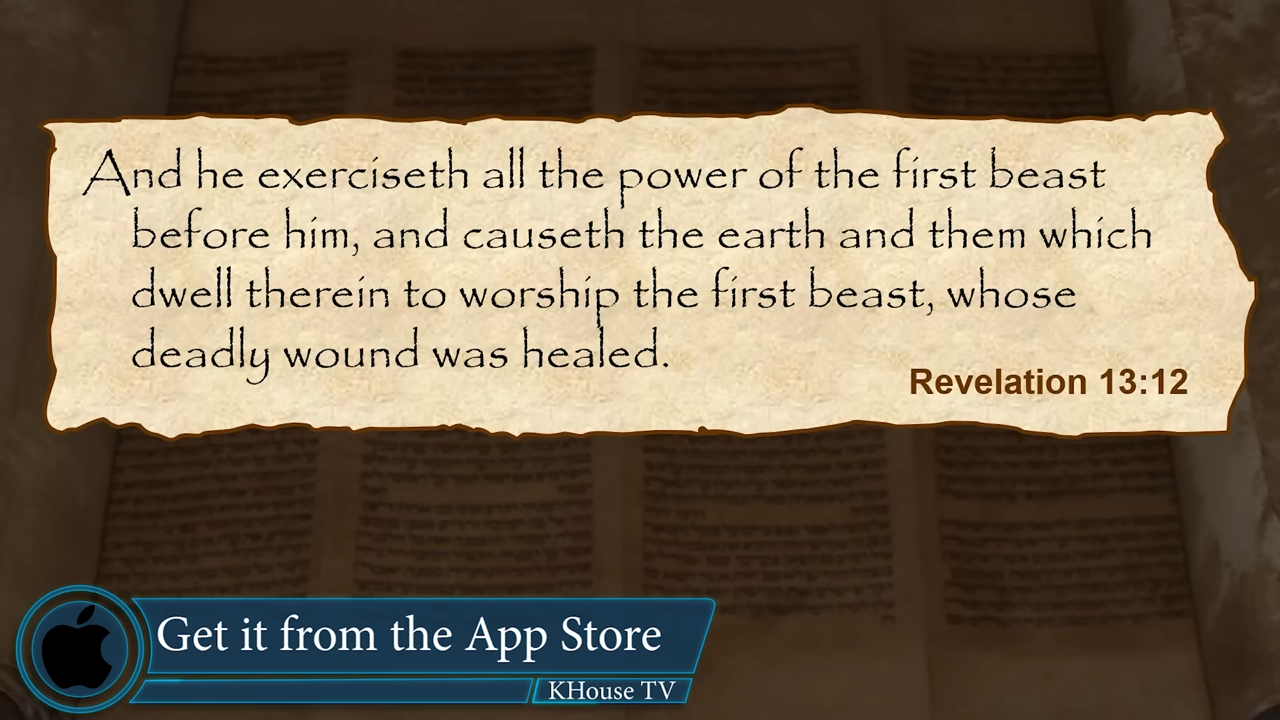 And he exerciseth all the power of the first beast
before him, and causeth the earth and them which
dwell therein to worship the first beast, whose
deadly wound was healed.
Revelation 13:12
Get it from the App Store
KHouse TV